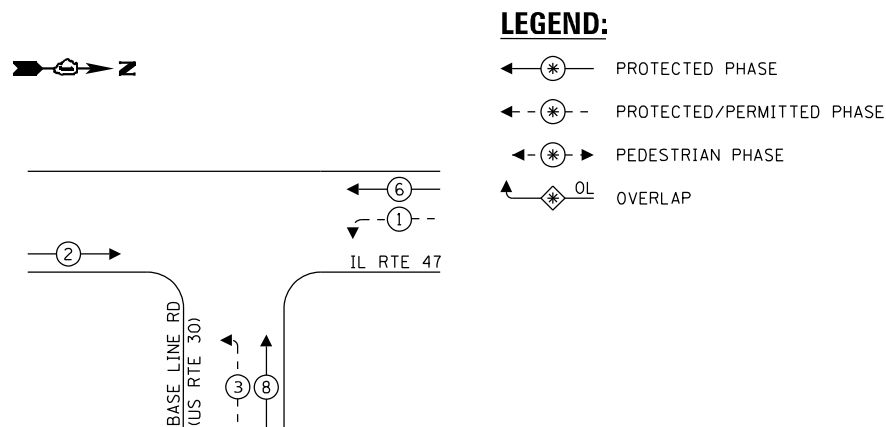 LEGEND:
N
PROTECTED PHASE
PROTECTED/PERMITTED PHASE
PEDESTRIAN PHASE
OL
OVERLAP
6
1
2
IL RTE 47
BASE LINE RD
(US RTE 30)
3
8